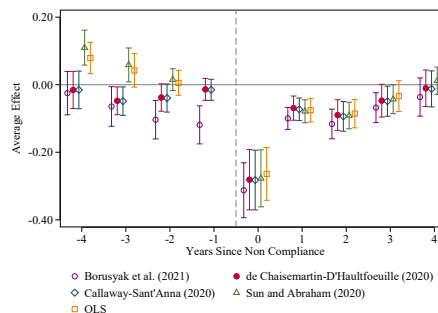 0.20
0.00
-0.20
-0.40
Average Effect
-4 -3 -2 -1 0 1 2 3 4
Years Since Non Compliance
Borusyak et al. (2021) de Chaisemartin-D'Haultfoeuille (2020)
Callaway-Sant'Anna (2020) Sun and Abraham (2020)
OLS